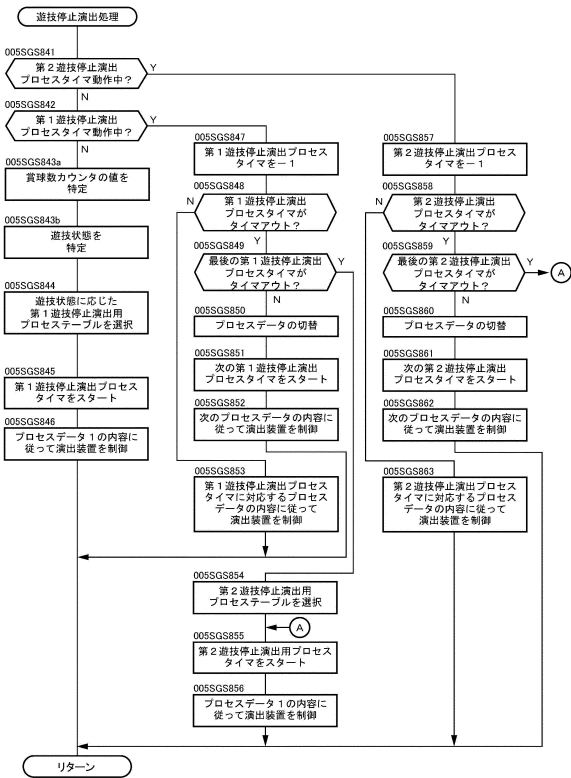 遊技停止演出処理
005SGS841
第２遊技停止演出
プロセスタイマ動作中？
Y
N
005SGS842
第１遊技停止演出
プロセスタイマ動作中？
Y
N
005SGS843a
賞球数カウンタの値を
特定
005SGS843b
遊技状態を
特定
005SGS844
遊技状態に応じた
第１遊技停止演出用
プロセステーブルを選択
005SGS845
第１遊技停止演出プロセス
タイマをスタート
005SGS846
プロセスデータ１の内容に
従って演出装置を制御
005SGS847
第１遊技停止演出プロセス
タイマを－１
005SGS848
第１遊技停止演出
プロセスタイマが
タイムアウト？
N
Y
005SGS849
最後の第１遊技停止演出
プロセスタイマが
タイムアウト？
Y
N
005SGS850
プロセスデータの切替
005SGS851
次の第１遊技停止演出
プロセスタイマをスタート
005SGS852
次のプロセスデータの内容に
従って演出装置を制御
005SGS853
第１遊技停止演出プロセス
タイマに対応するプロセス
データの内容に従って
演出装置を制御
005SGS854
第２遊技停止演出用
プロセステーブルを選択
A
005SGS855
第２遊技停止演出用プロセス
タイマをスタート
005SGS856
プロセスデータ１の内容に
従って演出装置を制御
005SGS857
第２遊技停止演出プロセス
タイマを－１
005SGS858
第２遊技停止演出
プロセスタイマが
タイムアウト？
N
Y
005SGS859
最後の第２遊技停止演出
プロセスタイマが
タイムアウト？
Y
A
N
005SGS860
プロセスデータの切替
005SGS861
次の第２遊技停止演出
プロセスタイマをスタート
005SGS862
次のプロセスデータの内容に
従って演出装置を制御
005SGS863
第２遊技停止演出プロセス
タイマに対応するプロセス
データの内容に従って
演出装置を制御
リターン